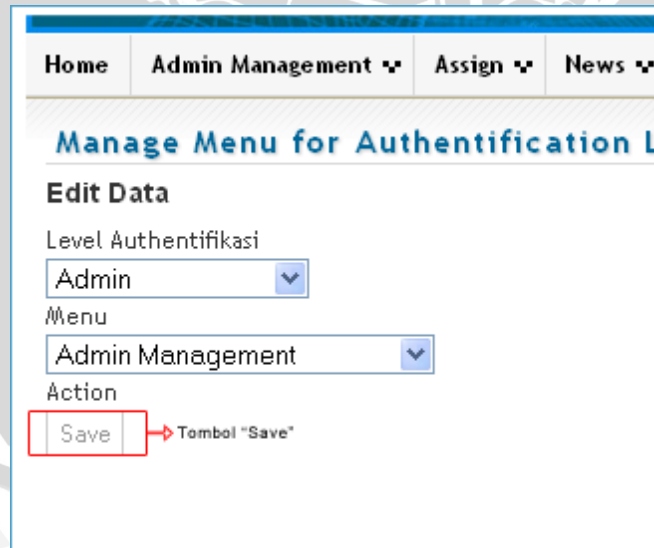 Home Admin Management Assign News
Manage Menu for Authentification L
Edit Data
Level Authentifikasi
Admin
Menu
Admin Management
Action
Save Tombol "Save"